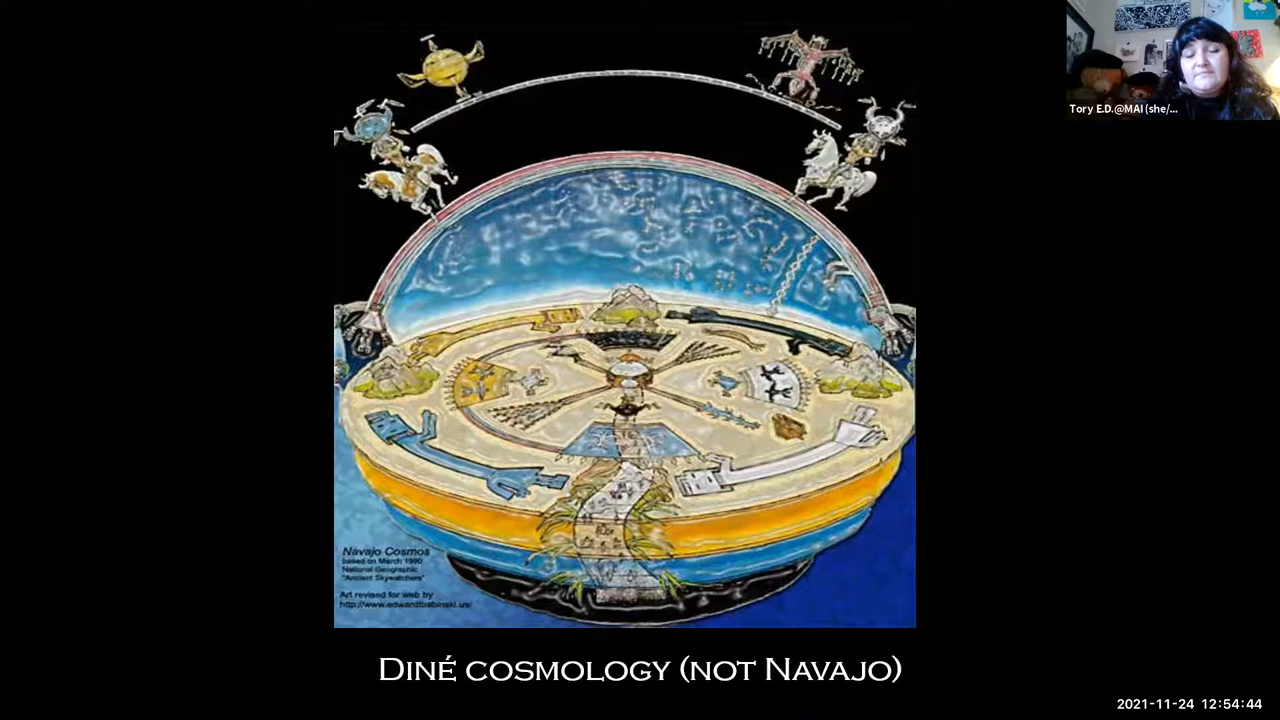 Tory E.D.@MAI (she/...
Navajo Cosmos
based on March 1990
National Geographic
"Ancient Skywatchers"
Art revised for web by
http://www.edwardtbabinski.us/
Diné cosmology (not Navajo)
2021-11-24 12:54:44